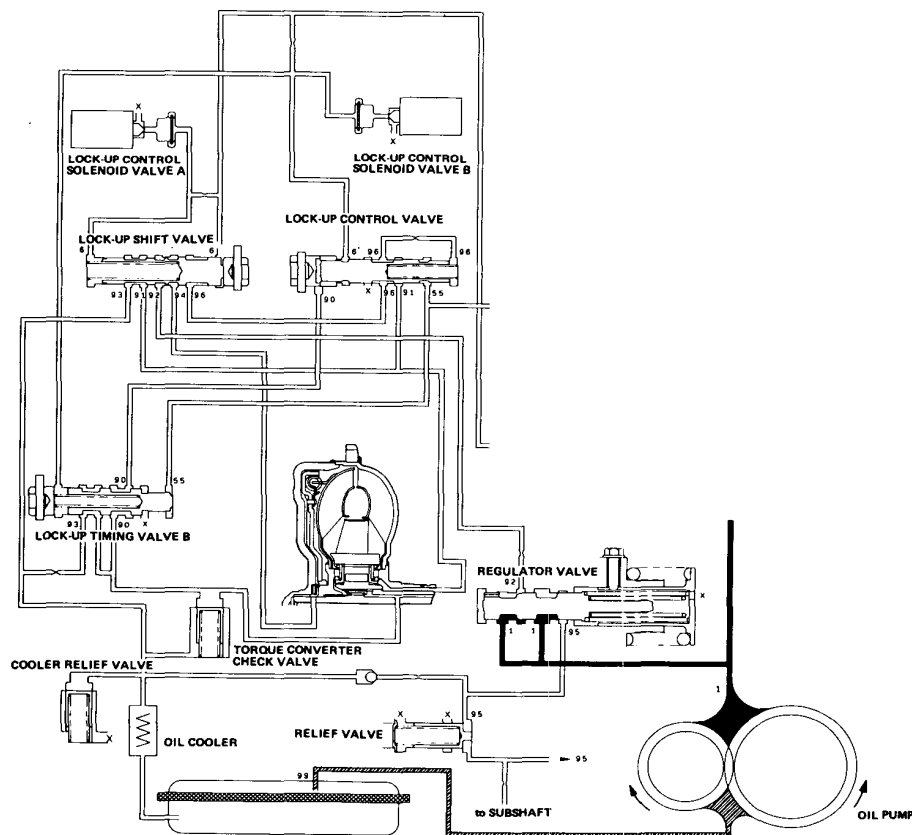 X
LOCK-UP CONTROL
SOLENOID VALVE A
X
LOCK-UP CONTROL
SOLENOID VALVE B
LOCK-UP CONTROL VALVE
LOCK-UP SHIFT VALVE
6
6
6
96
96
93
91
92
94
96
90
X
96
91
55
90
55
93
90
X
LOCK-UP TIMING VALVE B
REGULATOR VALVE
92
X
1
1
95
TORQUE CONVERTER
CHECK VALVE
COOLER RELIEF VALVE
X
1
OIL COOLER
RELIEF VALVE
X
X
95
95
99
to SUBSHAFT
OIL PUMP